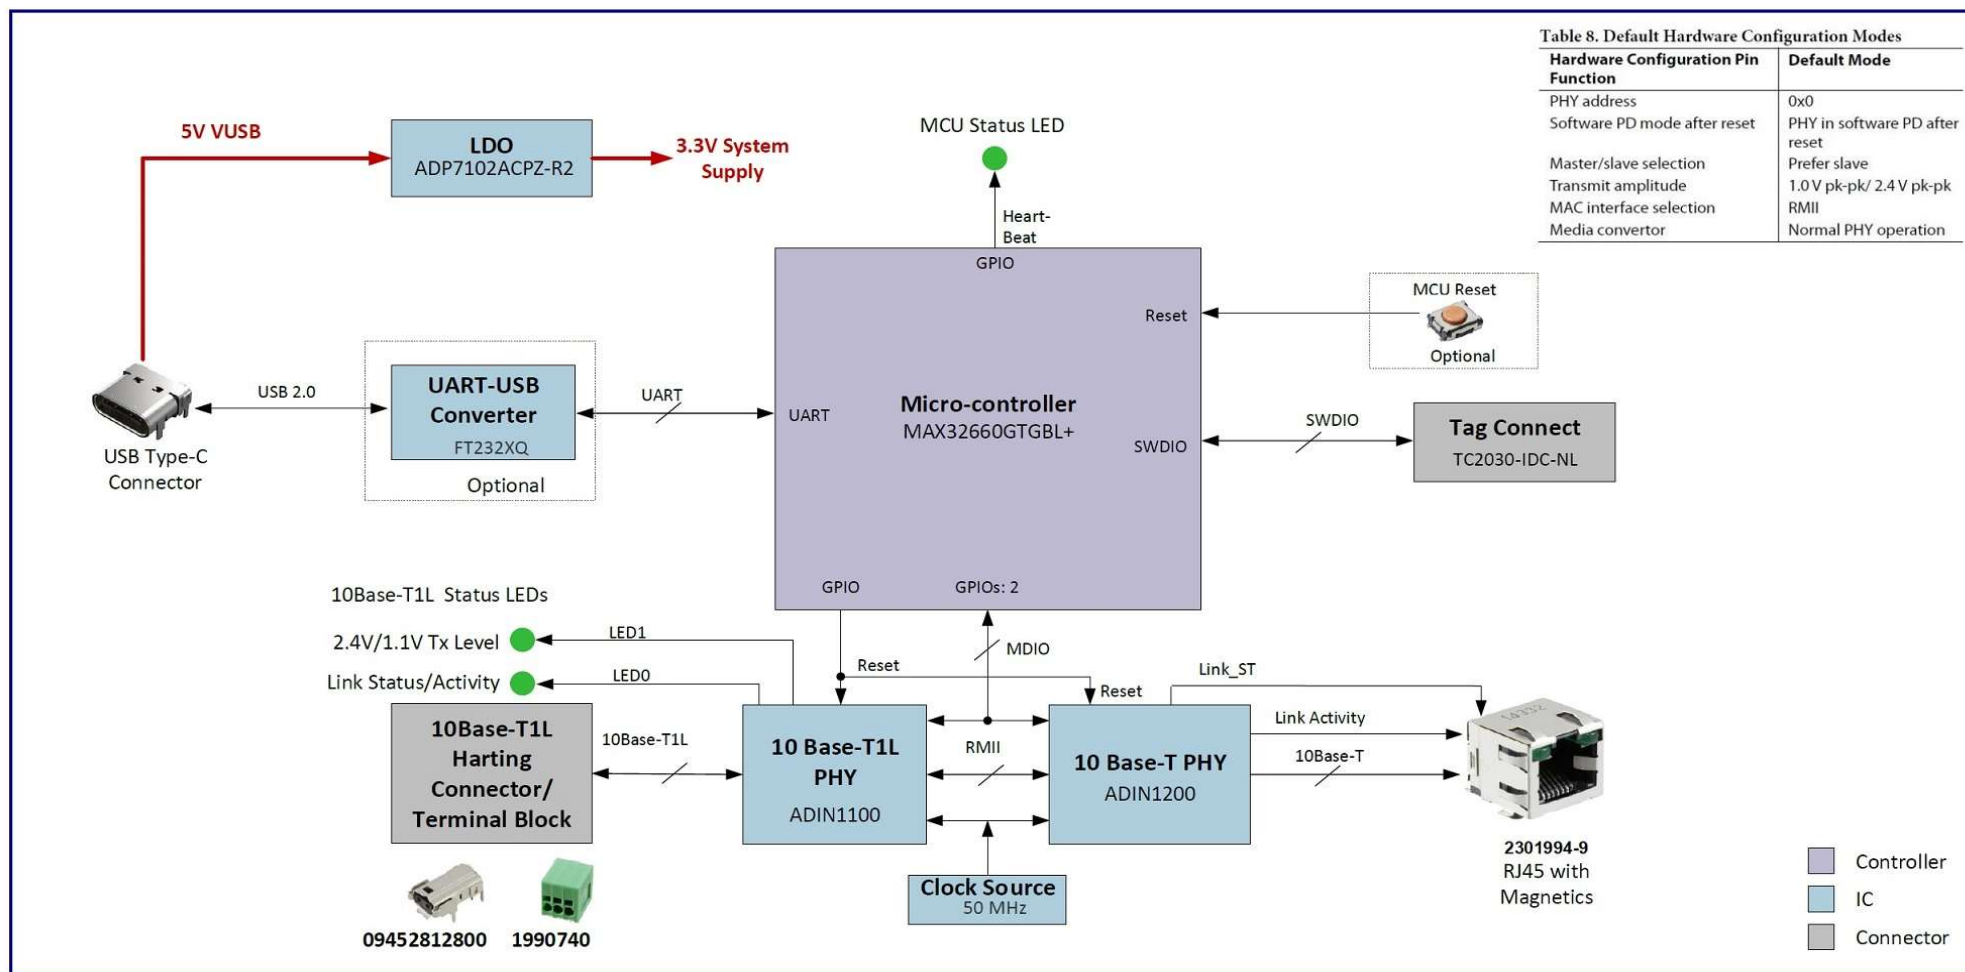 Table 8. Default Hardware Configuration Modes
Hardware Configuration Pin Function | Default Mode
PHY address | 0x0
Software PD mode after reset | PHY in software PD after reset
Master/slave selection | Prefer slave
Transmit amplitude | 1.0 V pk-pk/ 2.4 V pk-pk
MAC interface selection | RMII
Media convertor | Normal PHY operation
5V VUSB
LDO
ADP7102ACPZ-R2
3.3V System
Supply
MCU Status LED
Heart-
Beat
GPIO
Reset
MCU Reset
Optional
USB 2.0
USB Type-C
Connector
UART-USB
Converter
FT232XQ
Optional
UART
UART
Micro-controller
MAX32660GTGBL+
SWDIO
SWDIO
Tag Connect
TC2030-IDC-NL
GPIO
GPIOs: 2
10Base-T1L Status LEDs
2.4V/1.1V Tx Level
LED1
Link Status/Activity
LED0
Reset
MDIO
Reset
Link_ST
Link Activity
10Base-T
10Base-T1L
Harting
Connector/
Terminal Block
10Base-T1L
10 Base-T1L
PHY
ADIN1100
RMII
10 Base-T PHY
ADIN1200
Clock Source
50 MHz
09452812800
1990740
2301994-9
RJ45 with
Magnetics
Controller
IC
Connector